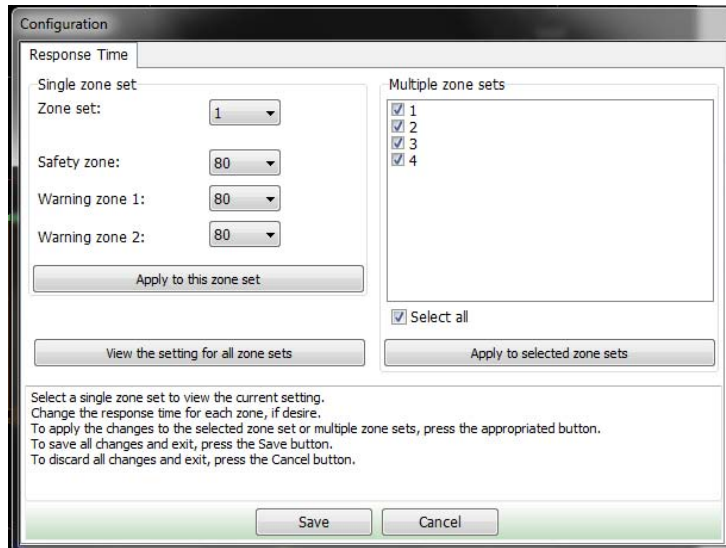 Configuration
Response Time
Single zone set
Zone set:
1
Safety zone:
80
Warning zone 1:
80
Warning zone 2:
80
Apply to this zone set
View the setting for all zone sets
Multiple zone sets
1
2
3
4
Select all
Apply to selected zone sets
Select a single zone set to view the current setting.
Change the response time for each zone, if desire.
To apply the changes to the selected zone set or multiple zone sets, press the appropriated button.
To save all changes and exit, press the Save button.
To discard all changes and exit, press the Cancel button.
Save
Cancel